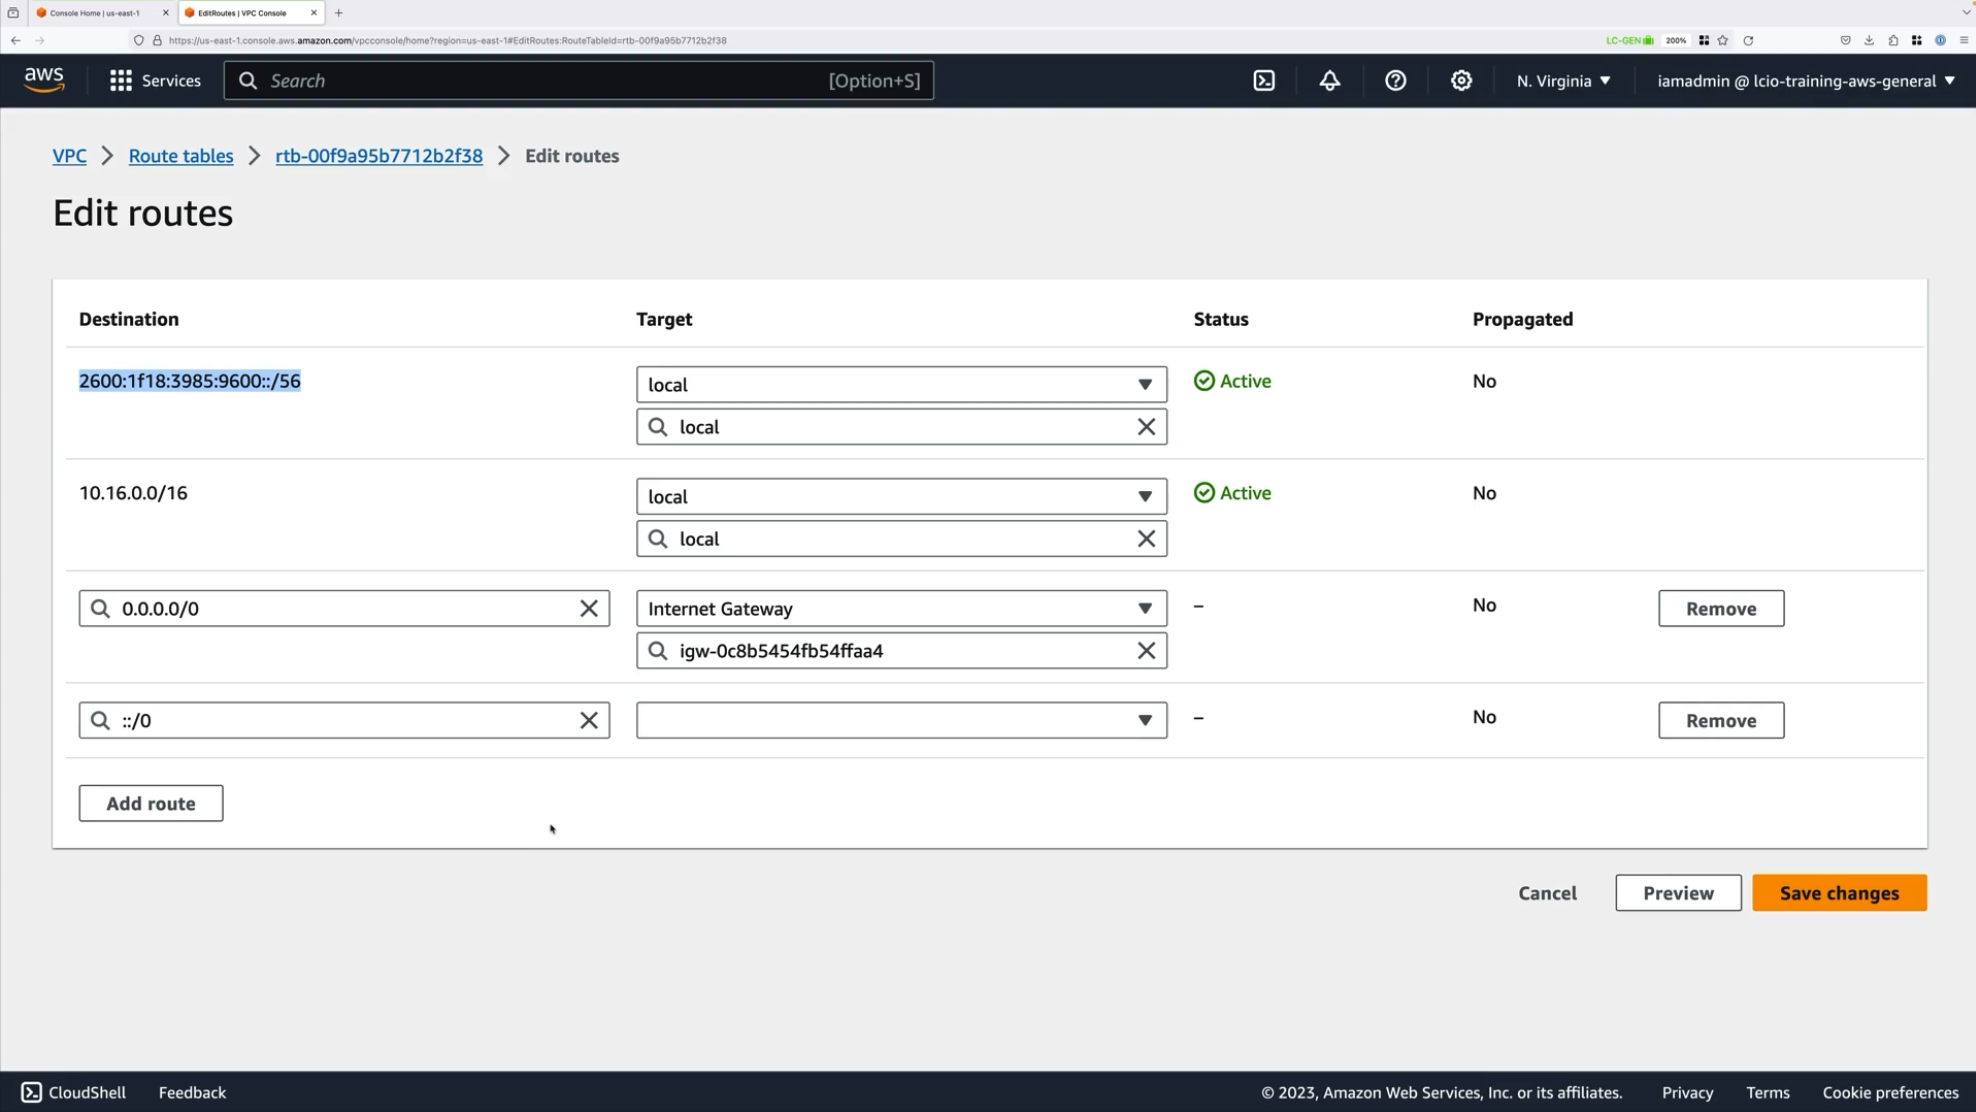 Console Home | us-east-1
EditRoutes | VPC Console
https://us-east-1.console.aws.amazon.com/vpcconsole/home?region=us-east-1#EditRoutes:RouteTableId=rtb-00f9a95b7712b2f38
LC-GEN
200%
aws
Services
Search
[Option+S]
N. Virginia
iamadmin @ lcio-training-aws-general
VPC
Route tables
rtb-00f9a95b7712b2f38
Edit routes
Edit routes
Destination Target Status Propagated
2600:1f18:3985:9600::/56 local Active No
local
10.16.0.0/16 local Active No
local
0.0.0.0/0 Internet Gateway – No Remove
igw-0c8b5454fb54ffaa4
::/0 – No Remove
Add route
Cancel Preview Save changes
CloudShell Feedback © 2023, Amazon Web Services, Inc. or its affiliates. Privacy Terms Cookie preferences